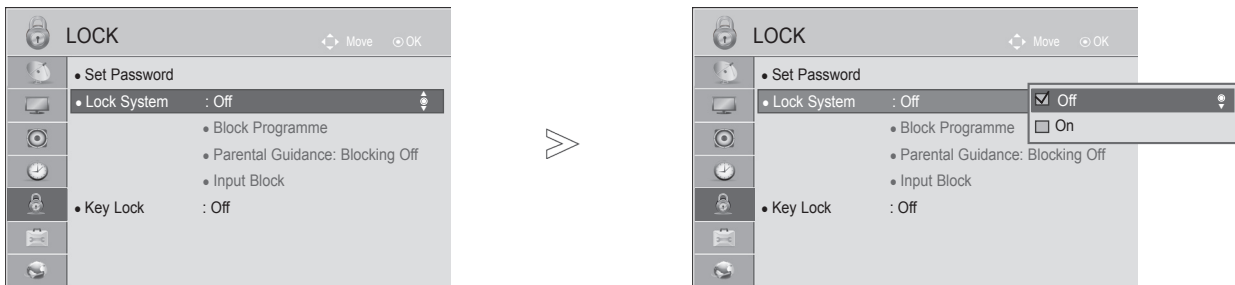 LOCK
Move OK
• Set Password
• Lock System : Off
• Block Programme
• Parental Guidance: Blocking Off
• Input Block
• Key Lock : Off
LOCK
Move OK
• Set Password
• Lock System : Off
Off
• Block Programme
On
• Parental Guidance: Blocking Off
• Input Block
• Key Lock : Off